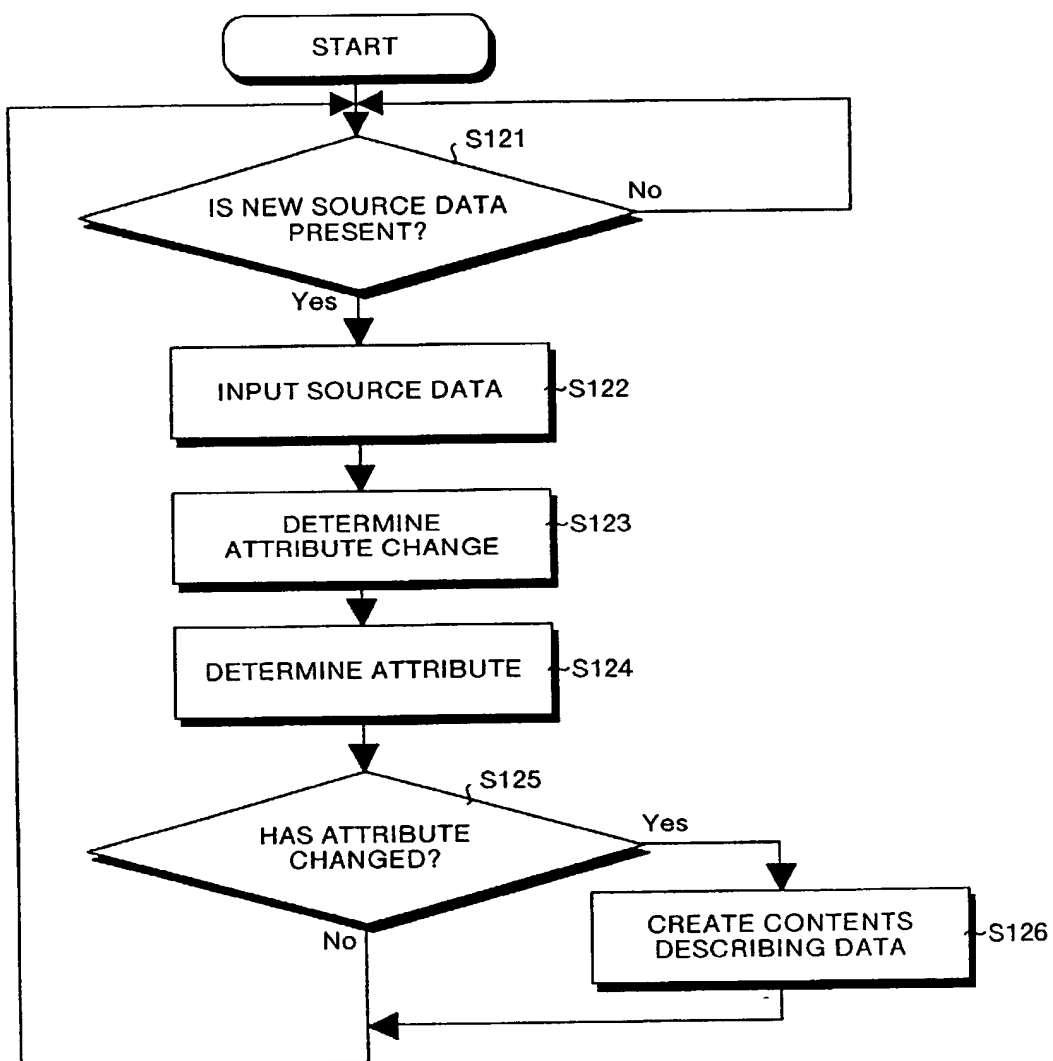 START
S121
IS NEW SOURCE DATA
PRESENT?
No
Yes
INPUT SOURCE DATA
S122
DETERMINE
ATTRIBUTE CHANGE
S123
DETERMINE ATTRIBUTE
S124
S125
HAS ATTRIBUTE
CHANGED?
Yes
No
CREATE CONTENTS
DESCRIBING DATA
S126